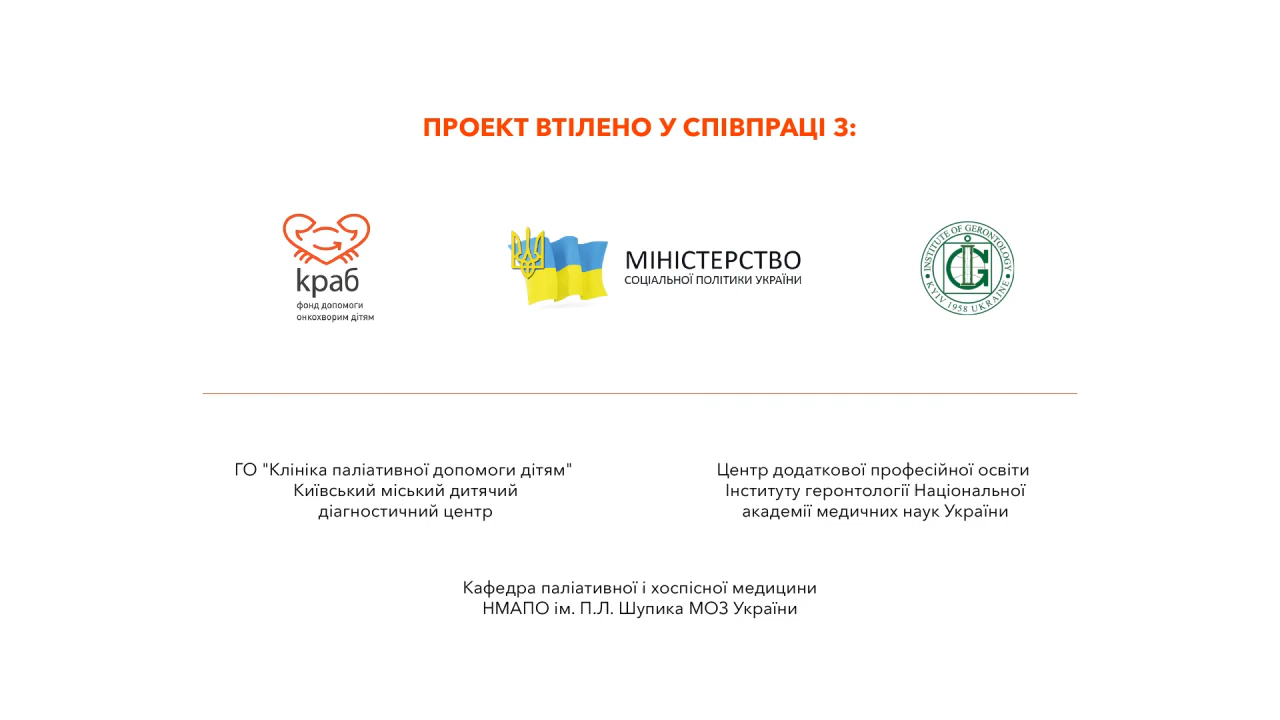 ПРОЕКТ ВТІЛЕНО У СПІВПРАЦІ З:
краб
фонд допомоги
онкохворим дітям
МІНІСТЕРСТВО
СОЦІАЛЬНОЇ ПОЛІТИКИ УКРАЇНИ
INSTITUTE OF GERONTOLOGY
KYIV 1958 UKRAINE
ГО "Клініка паліативної допомоги дітям"
Київський міський дитячий
діагностичний центр
Центр додаткової професійної освіти
Інституту геронтології Національної
академії медичних наук України
Кафедра паліативної і хоспісної медицини
НМАПО ім. П.Л. Шупика МОЗ України